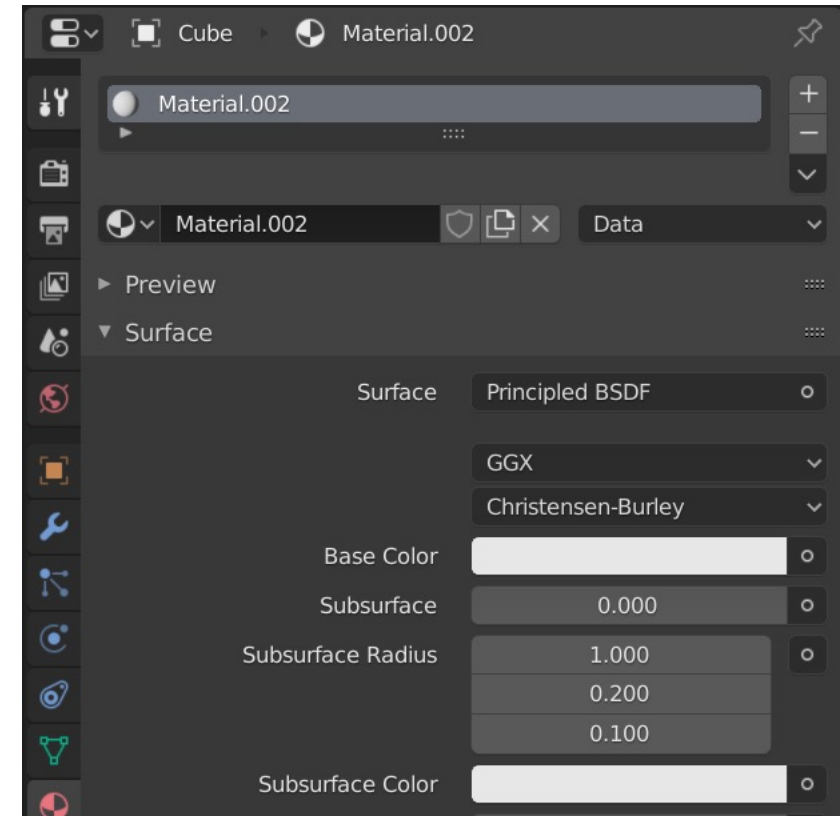 Cube Material.002
Material.002
Material.002 Data
Preview
Surface
Surface Principled BSDF
GGX
Christensen-Burley
Base Color
Subsurface 0.000
Subsurface Radius 1.000
0.200
0.100
Subsurface Color